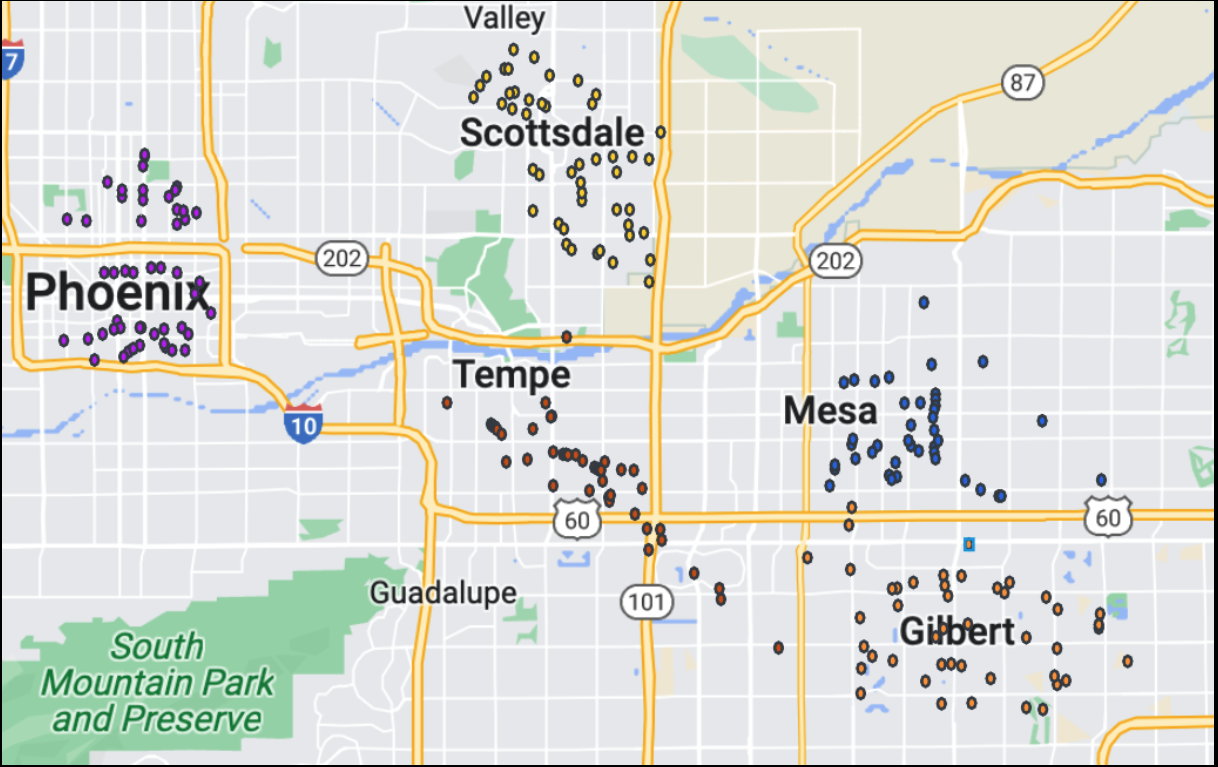 Valley
7
87
Scottsdale
202
202
Phoenix
Tempe
Mesa
10
60
60
Guadalupe
101
Gilbert
South
Mountain Park
and Preserve